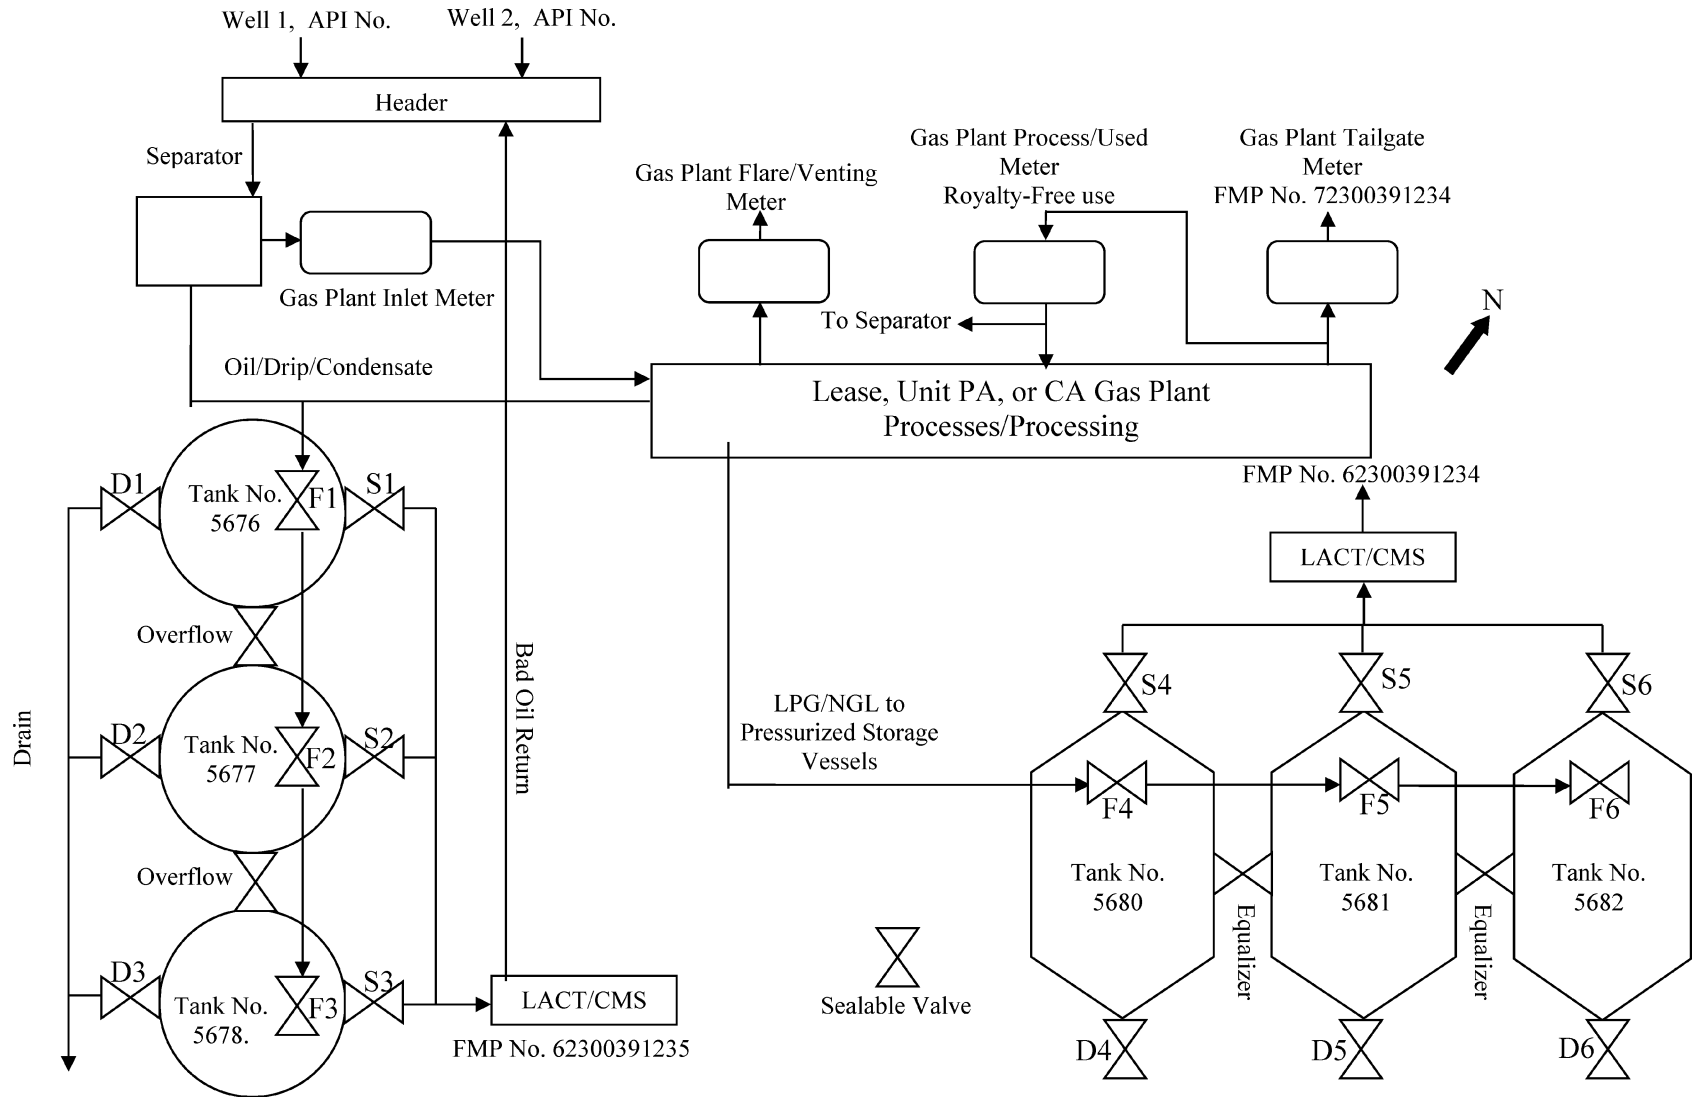 Well 1,  API No.
Well 2,  API No.
Header
Separator
Gas Plant Inlet Meter
Gas Plant Flare/Venting
Meter
Gas Plant Process/Used
Meter
Royalty-Free use
Gas Plant Tailgate
Meter
FMP No. 72300391234
To Separator
N
Oil/Drip/Condensate
Lease, Unit PA, or CA Gas Plant
Processes/Processing
FMP No. 62300391234
LACT/CMS
D1
Tank No.
5676
F1
S1
Overflow
D2
Tank No.
5677
F2
S2
Overflow
D3
Tank No.
5678.
F3
S3
Drain
Bad Oil Return
LACT/CMS
FMP No. 62300391235
LPG/NGL to
Pressurized Storage
Vessels
S4
S5
S6
F4
F5
F6
Tank No.
5680
Tank No.
5681
Tank No.
5682
Equalizer
Equalizer
Sealable Valve
D4
D5
D6